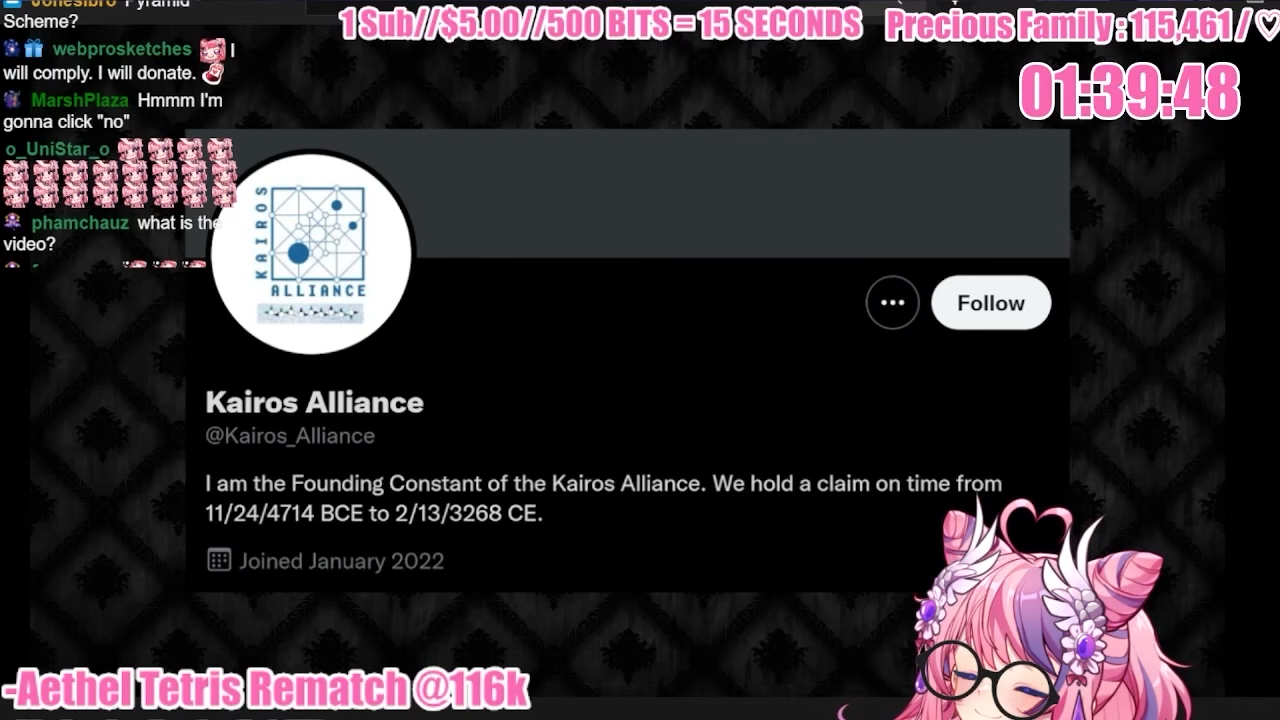 Jonesibro Pyramid
Scheme?
webprosketches I
will comply. I will donate.
MarshPlaza Hmmm I'm
gonna click "no"
o_UniStar_o
phamchauz what is the
video?
1 Sub//$5.00//500 BITS = 15 SECONDS
Precious Family : 115,461 / ♡
01:39:48
KAIROS
ALLIANCE
Follow
Kairos Alliance
@Kairos_Alliance
I am the Founding Constant of the Kairos Alliance. We hold a claim on time from
11/24/4714 BCE to 2/13/3268 CE.
Joined January 2022
-Aethel Tetris Rematch @116k